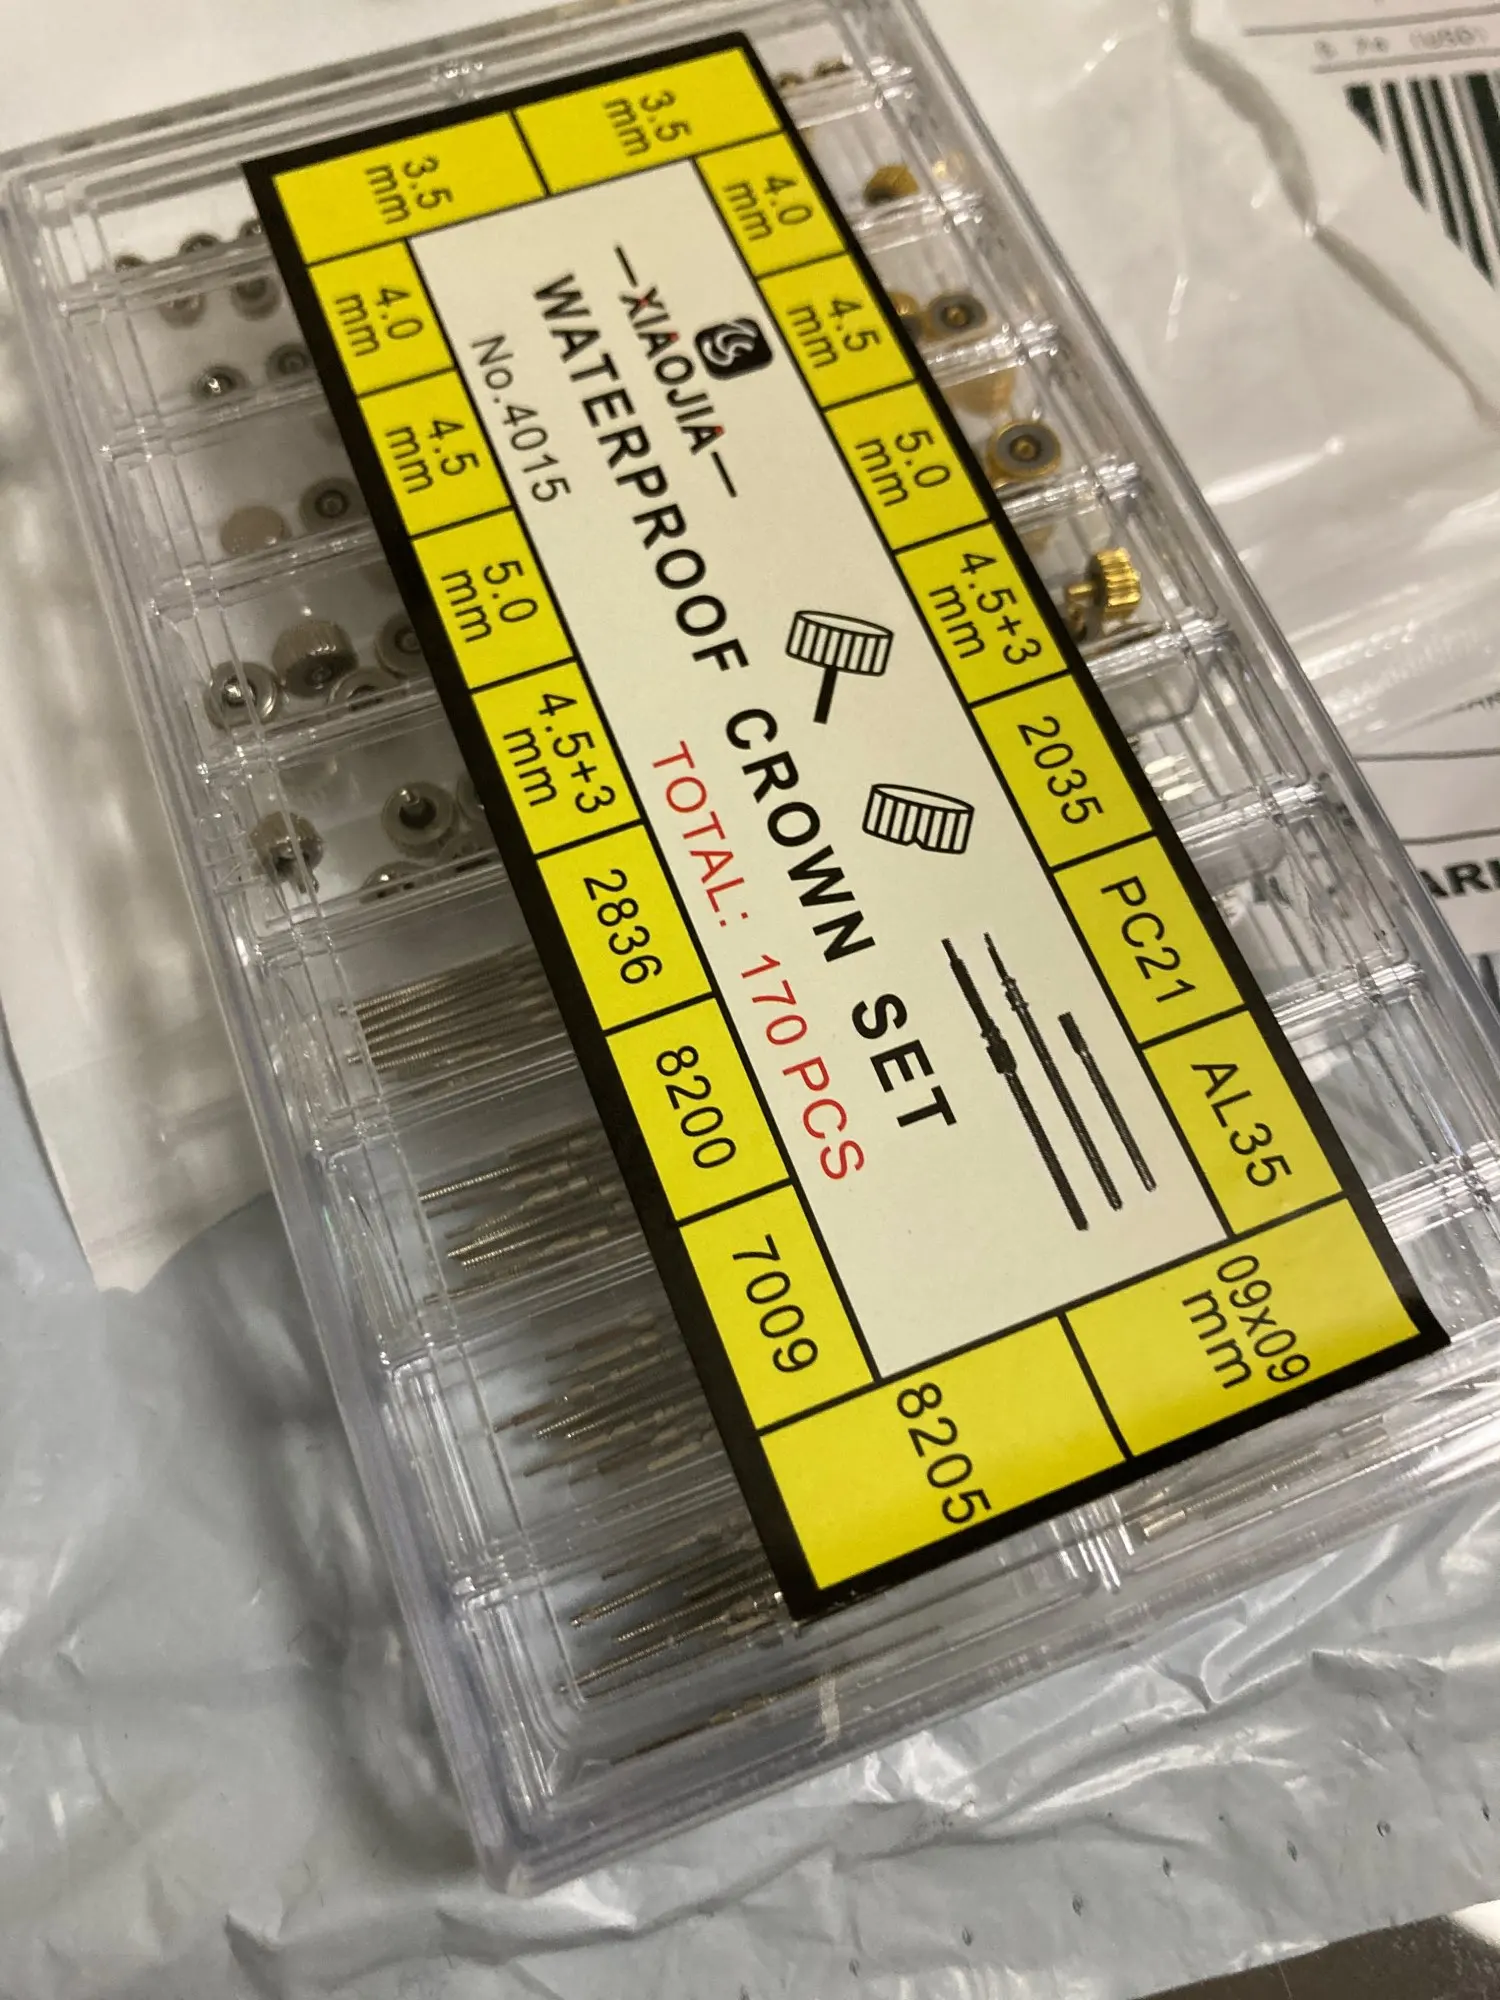 3.5
mm
3.5
mm
4.0
mm
4.5
mm
5.0
mm
4.5+3
mm
2035
PC21
AL35
09x09
mm
4.0
mm
4.5
mm
5.0
mm
4.5+3
mm
2836
8200
7009
8205
—XIAOJIA—
WATERPROOF CROWN SET
No.4015
TOTAL: 170 PCS